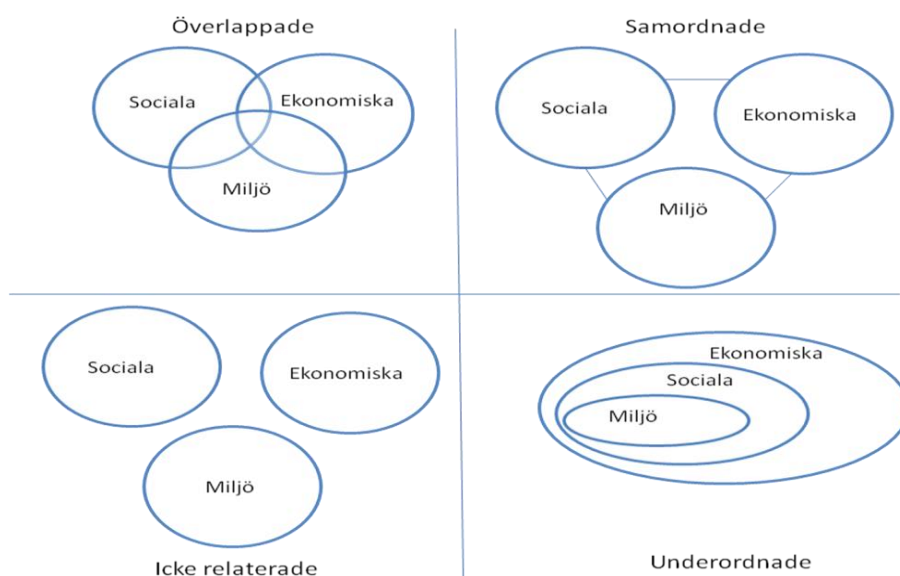 Överlappade
Sociala
Ekonomiska
Miljö
Samordnade
Sociala
Ekonomiska
Miljö
Sociala
Ekonomiska
Miljö
Icke relaterade
Ekonomiska
Sociala
Miljö
Underordnade